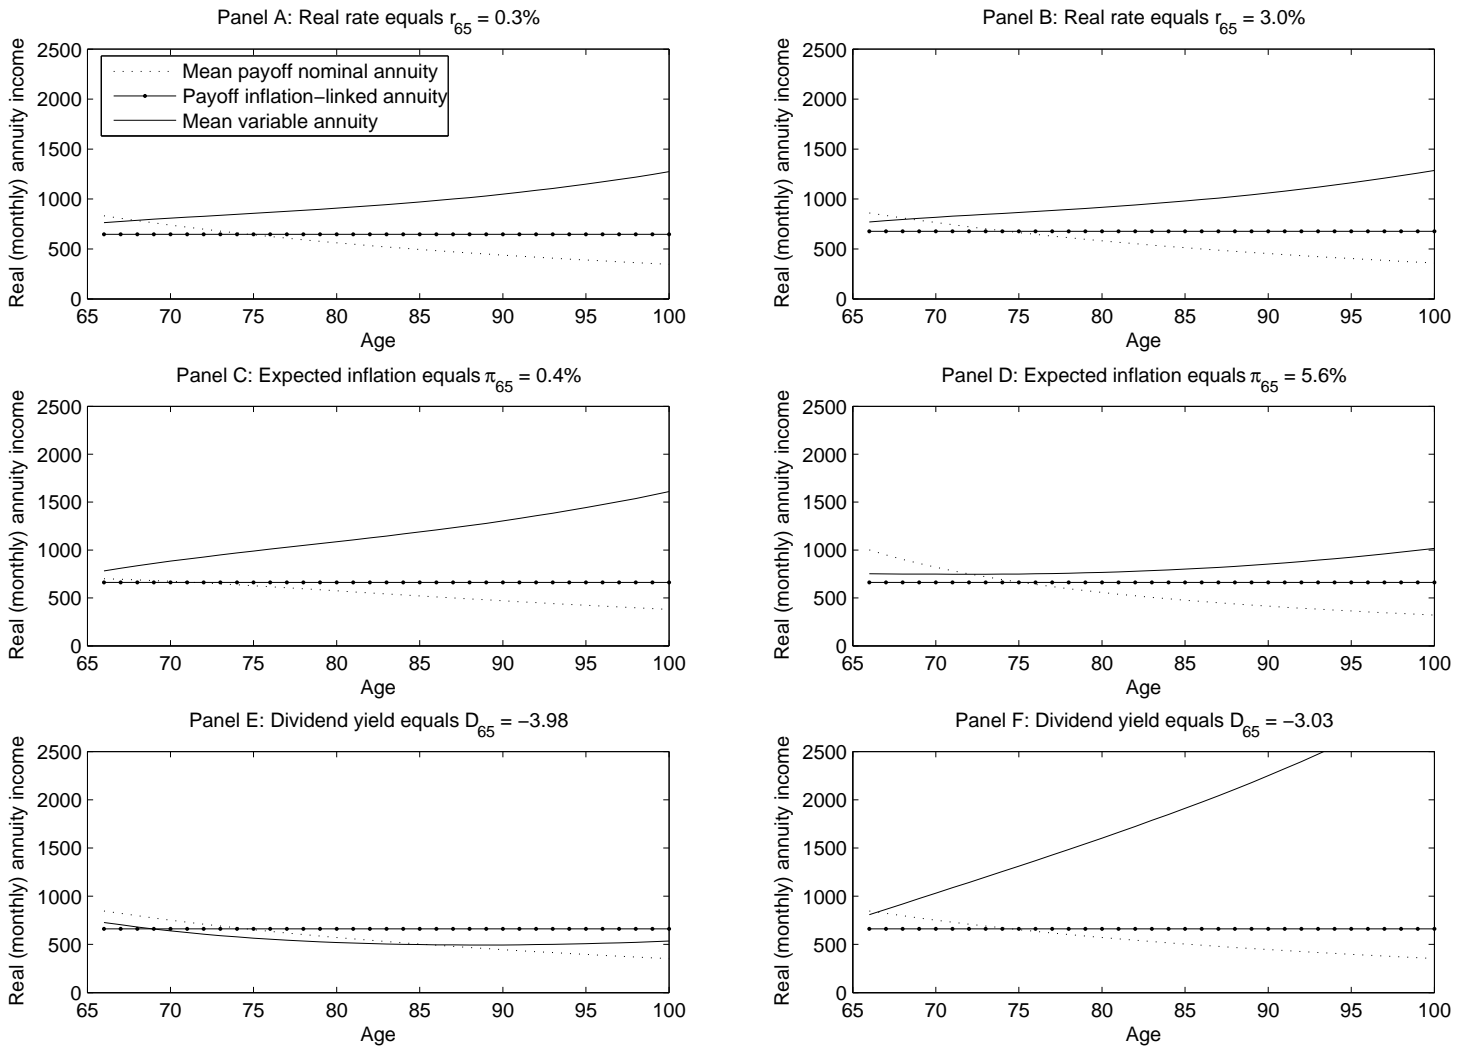 Panel A: Real rate equals r65 = 0.3%
Real (monthly) annuity income
2500
2000
1500
1000
500
0
Mean payoff nominal annuity
Payoff inflation−linked annuity
Mean variable annuity
65 70 75 80 85 90 95 100
Age
Panel B: Real rate equals r65 = 3.0%
Real (monthly) annuity income
2500
2000
1500
1000
500
0
65 70 75 80 85 90 95 100
Age
Panel C: Expected inflation equals π65 = 0.4%
Real (monthly) annuity income
2500
2000
1500
1000
500
0
65 70 75 80 85 90 95 100
Age
Panel D: Expected inflation equals π65 = 5.6%
Real (monthly) annuity income
2500
2000
1500
1000
500
0
65 70 75 80 85 90 95 100
Age
Panel E: Dividend yield equals D65 = −3.98
Real (monthly) annuity income
2500
2000
1500
1000
500
0
65 70 75 80 85 90 95 100
Age
Panel F: Dividend yield equals D65 = −3.03
Real (monthly) annuity income
2500
2000
1500
1000
500
0
65 70 75 80 85 90 95 100
Age